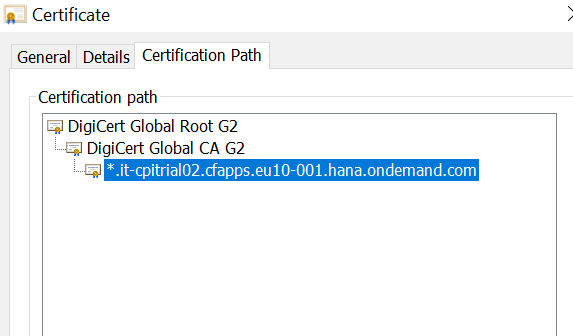 Certificate
General Details Certification Path
Certification path
DigiCert Global Root G2
DigiCert Global CA G2
*.it-cpitrial02.cfapps.eu10-001.hana.ondemand.com